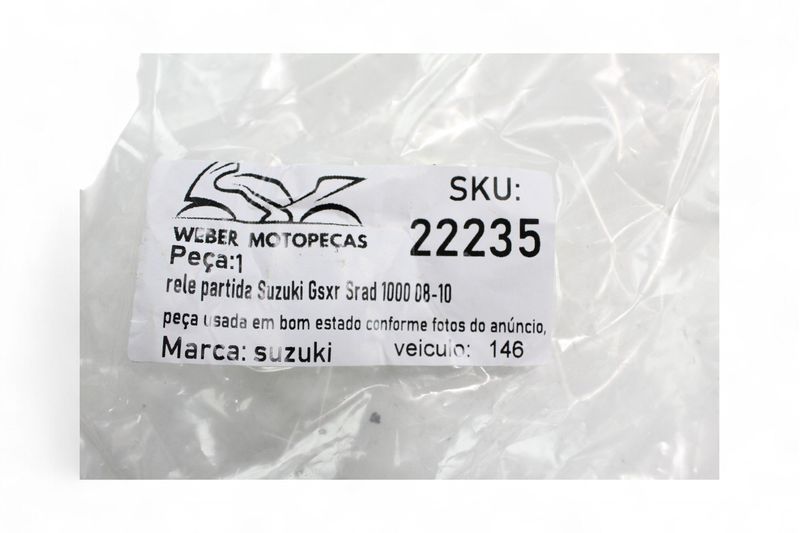 WEBER MOTOPEÇAS
SKU:
22235
Peça:1
rele partida Suzuki Gsxr Srad 1000 08-10
peça usada em bom estado conforme fotos do anúncio,
Marca: suzuki
veiculo: 146